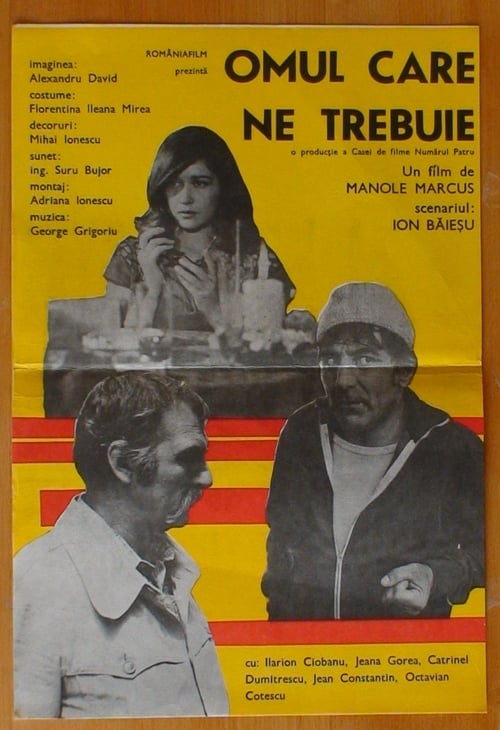 imaginea:
Alexandru David
costume:
Florentina Ileana Mirea
decoruri:
Mihai Ionescu
sunet:
ing. Suru Bujor
montaj:
Adriana Ionescu
muzica:
George Grigoriu
ROMÂNIAFILM
prezintă
OMUL CARE
NE TREBUIE
o producție a Casei de filme Numărul Patru
Un film de
MANOLE MARCUS
scenariul:
ION BĂIEȘU
cu: Ilarion Ciobanu, Jeana Gorea, Catrinel
Dumitrescu, Jean Constantin, Octavian
Cotescu